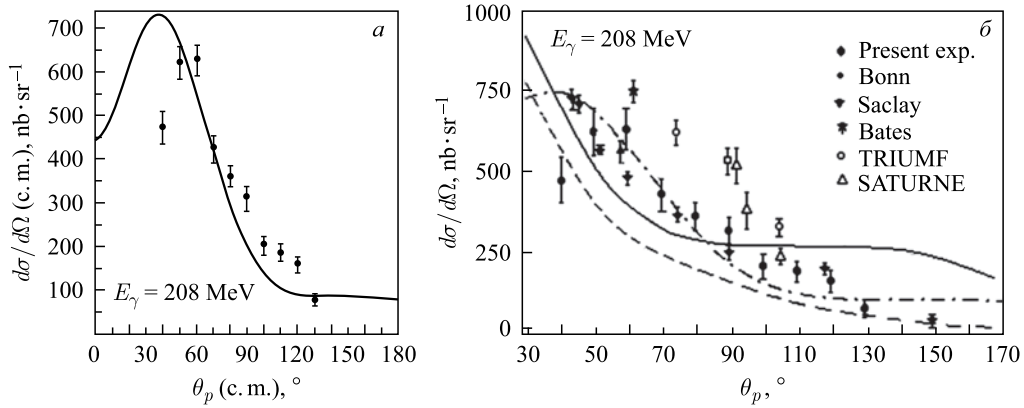 а
700
600
500
400
300
200
100
E_γ = 208 MeV
0 30 60 90 120 150 180
θ_p (c. m.), °
dσ/dΩ (c. m.), nb·sr⁻¹
б
1000
750
500
250
0
E_γ = 208 MeV
Present exp.
Bonn
Saclay
Bates
TRIUMF
SATURNE
30 50 70 90 110 130 150 170
θ_p, °
dσ/dΩ, nb·sr⁻¹